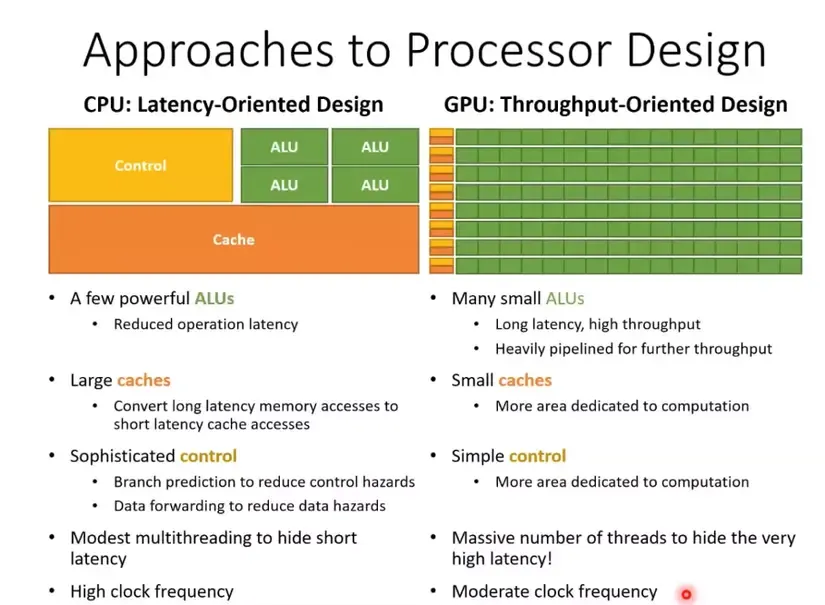 Approaches to Processor Design
CPU: Latency-Oriented Design
Control
ALU
ALU
ALU
ALU
Cache
• A few powerful ALUs
• Reduced operation latency
• Large caches
• Convert long latency memory accesses to
short latency cache accesses
• Sophisticated control
• Branch prediction to reduce control hazards
• Data forwarding to reduce data hazards
• Modest multithreading to hide short
latency
• High clock frequency
GPU: Throughput-Oriented Design
• Many small ALUs
• Long latency, high throughput
• Heavily pipelined for further throughput
• Small caches
• More area dedicated to computation
• Simple control
• More area dedicated to computation
• Massive number of threads to hide the very
high latency!
• Moderate clock frequency